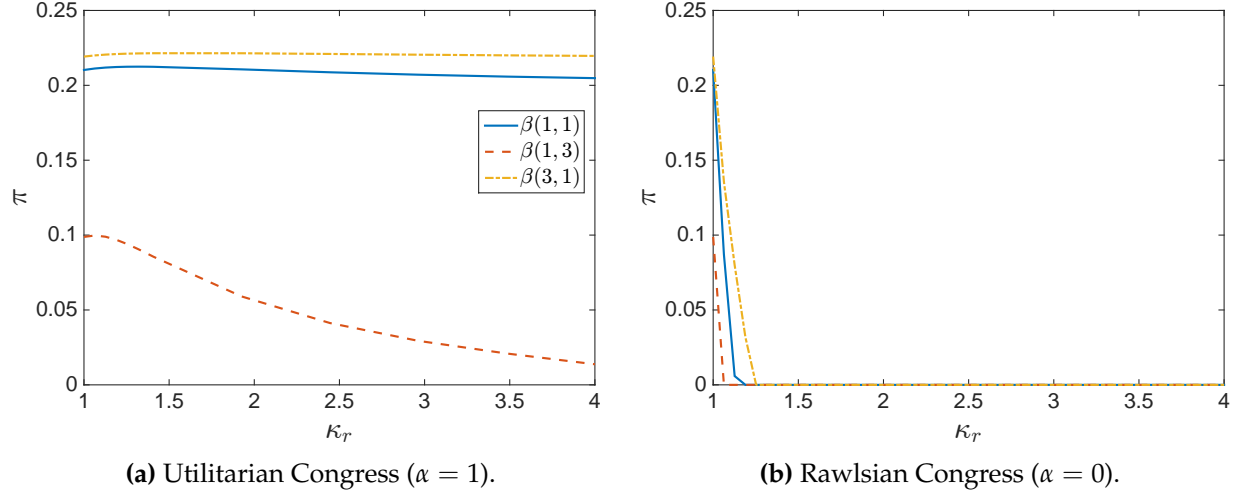 0.25
0.2
0.15
0.1
0.05
0
π
1
1.5
2
2.5
3
3.5
4
κ_r
β(1, 1)
β(1, 3)
β(3, 1)
(a) Utilitarian Congress (α = 1).
0.25
0.2
0.15
0.1
0.05
0
π
1
1.5
2
2.5
3
3.5
4
κ_r
(b) Rawlsian Congress (α = 0).